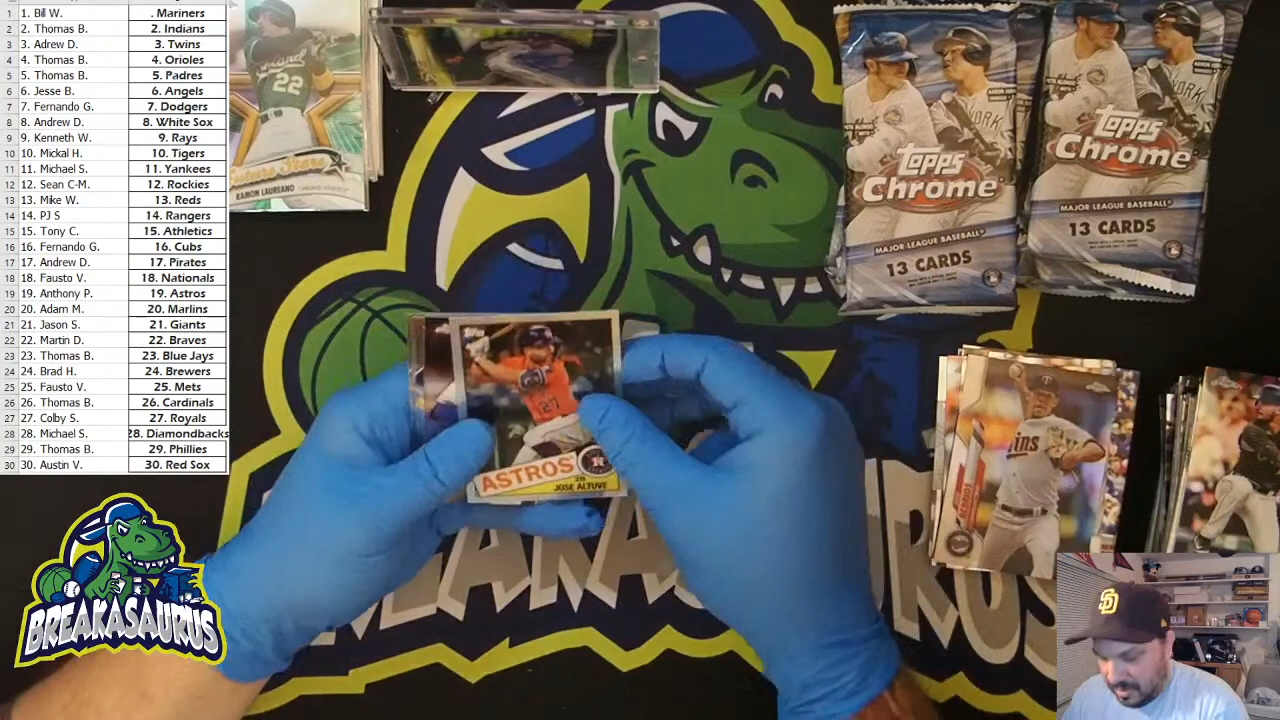 1 1. Bill W. . Mariners
2 2. Thomas B. 2. Indians
3 3. Adrew D. 3. Twins
4 4. Thomas B. 4. Orioles
5 5. Thomas B. 5. Padres
6 6. Jesse B. 6. Angels
7 7. Fernando G. 7. Dodgers
8 8. Andrew D. 8. White Sox
9 9. Kenneth W. 9. Rays
10 10. Mickal H. 10. Tigers
11 11. Michael S. 11. Yankees
12 12. Sean C-M. 12. Rockies
13 13. Mike W. 13. Reds
14 14. PJ S 14. Rangers
15 15. Tony C. 15. Athletics
16 16. Fernando G. 16. Cubs
17 17. Andrew D. 17. Pirates
18 18. Fausto V. 18. Nationals
19 19. Anthony P. 19. Astros
20 20. Adam M. 20. Marlins
21 21. Jason S. 21. Giants
22 22. Martin D. 22. Braves
23 23. Thomas B. 23. Blue Jays
24 24. Brad H. 24. Brewers
25 25. Fausto V. 25. Mets
26 26. Thomas B. 26. Cardinals
27 27. Colby S. 27. Royals
28 28. Michael S. 28. Diamondbacks
29 29. Thomas B. 29. Phillies
30 30. Austin V. 30. Red Sox
22
Future Stars
RAMON LAUREANO
Topps
Chrome
MAJOR LEAGUE BASEBALL®
13 CARDS
Topps
Chrome
MAJOR LEAGUE BASEBALL®
13 CARDS
Topps
27
ASTROS
2B
JOSE ALTUVE
BREAKASAURUS
BREAKASAURUS
SD